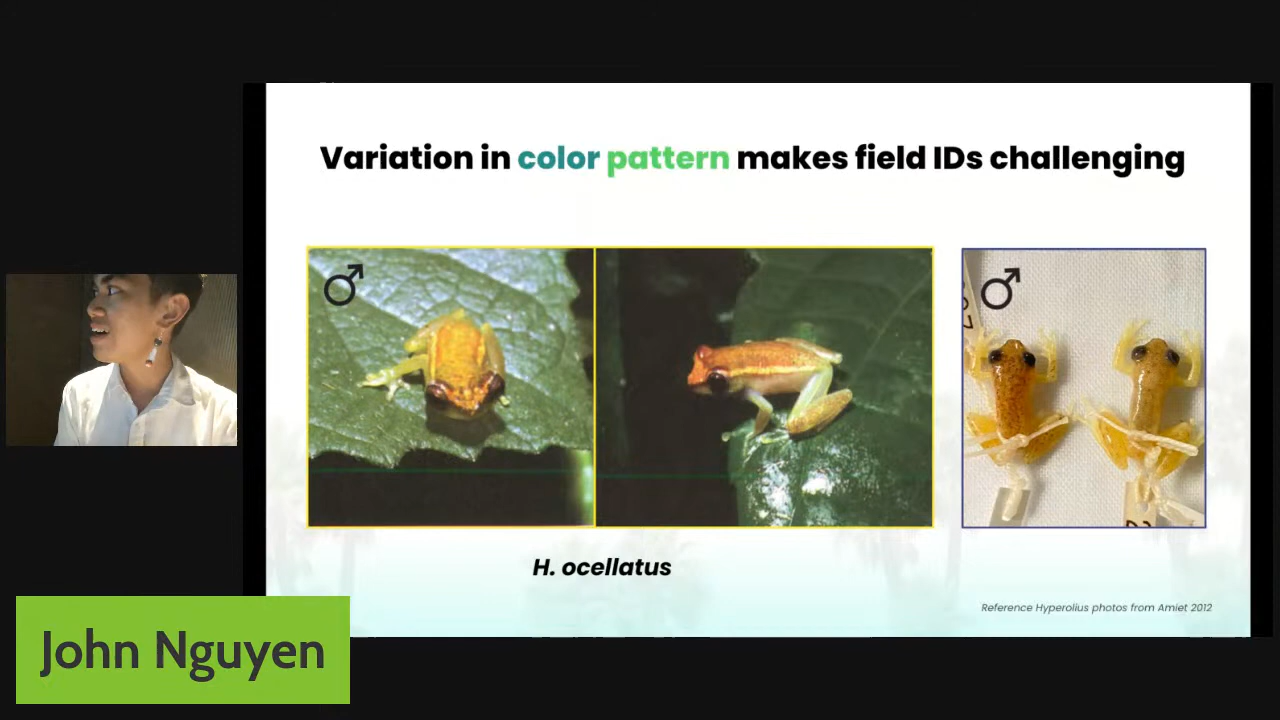 Variation in color pattern makes field IDs challenging
♂
♂
H. ocellatus
Reference Hyperolius photos from Amiet 2012
John Nguyen